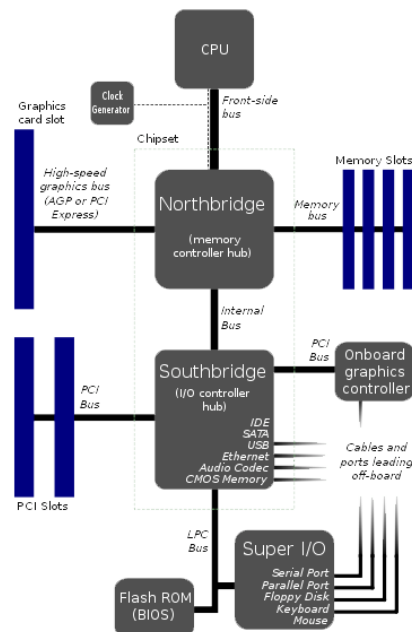 CPU
Clock
Generator
Front-side
bus
Graphics
card slot
Chipset
High-speed
graphics bus
(AGP or PCI
Express)
Northbridge
(memory
controller hub)
Memory
bus
Memory Slots
Internal
Bus
Southbridge
(I/O controller
hub)
PCI
Bus
Onboard
graphics
controller
PCI
Bus
PCI Slots
IDE
SATA
USB
Ethernet
Audio Codec
CMOS Memory
Cables and
ports leading
off-board
LPC
Bus
Super I/O
Serial Port
Parallel Port
Floppy Disk
Keyboard
Mouse
Flash ROM
(BIOS)